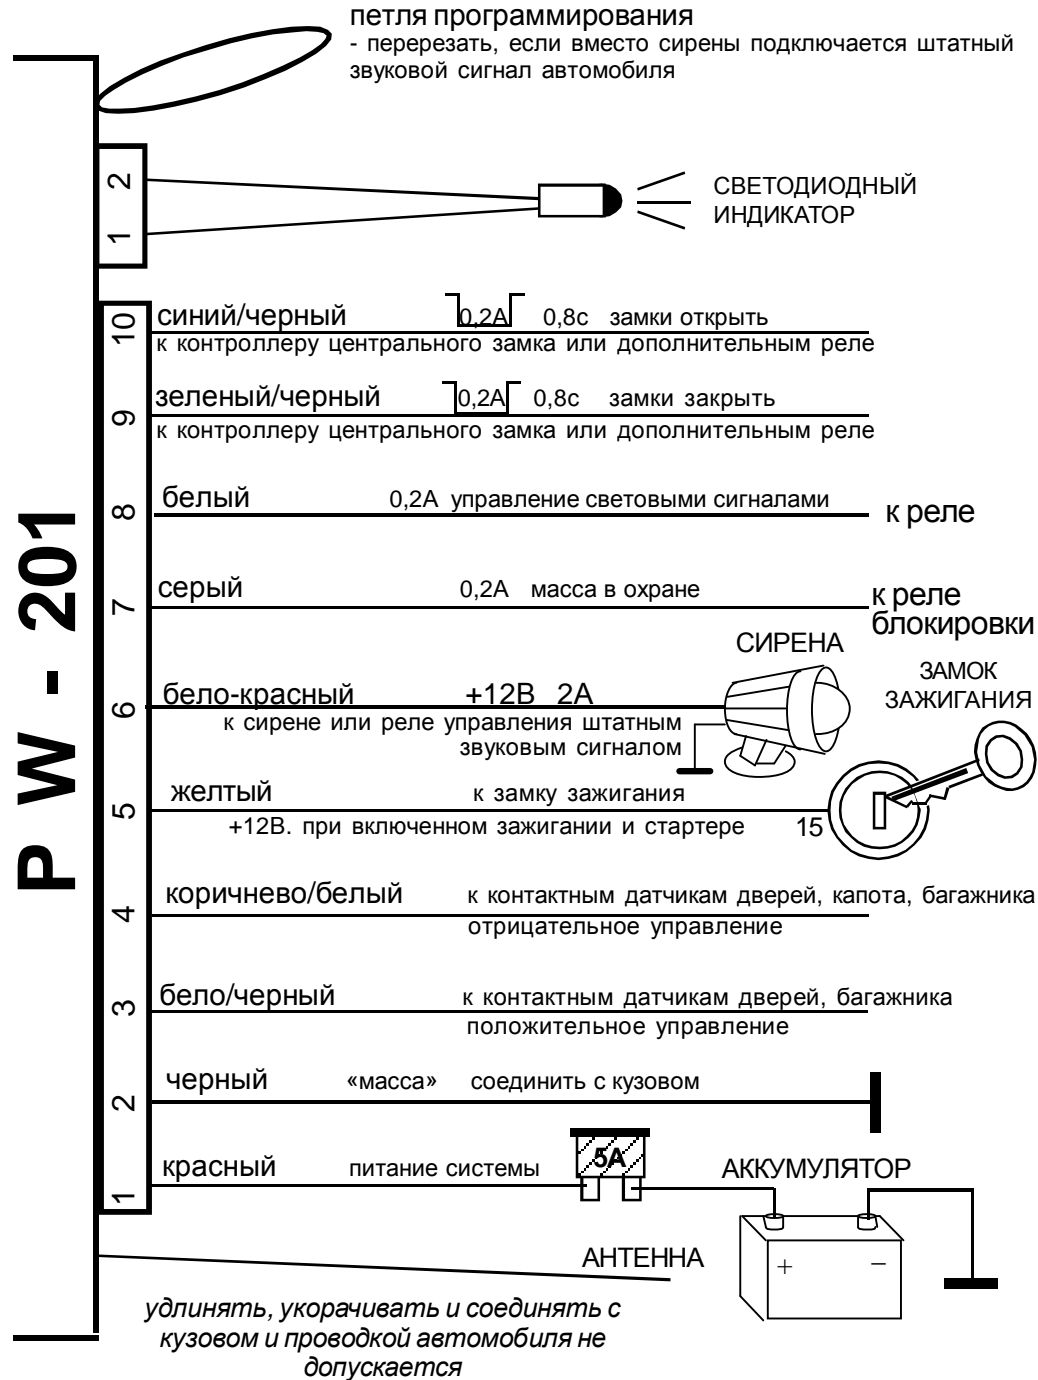 петля программирования
- перерезать, если вместо сирены подключается штатный
звуковой сигнал автомобиля
2
1
СВЕТОДИОДНЫЙ
ИНДИКАТОР
10
синий/черный 0,2А 0,8с замки открыть
к контроллеру центрального замка или дополнительным реле
9
зеленый/черный 0,2А 0,8с замки закрыть
к контроллеру центрального замка или дополнительным реле
8
белый 0,2А управление световыми сигналами
к реле
7
серый 0,2А масса в охране
к реле
блокировки
PW - 201
СИРЕНА
ЗАМОК
ЗАЖИГАНИЯ
6
бело-красный +12В 2А
к сирене или реле управления штатным
звуковым сигналом
5
желтый к замку зажигания
+12В. при включенном зажигании и стартере 15
4
коричнево/белый к контактным датчикам дверей, капота, багажника
отрицательное управление
3
бело/черный к контактным датчикам дверей, багажника
положительное управление
2
черный «масса» соединить с кузовом
1
красный питание системы 5А
АККУМУЛЯТОР
+ −
АНТЕННА
удлинять, укорачивать и соединять с
кузовом и проводкой автомобиля не
допускается